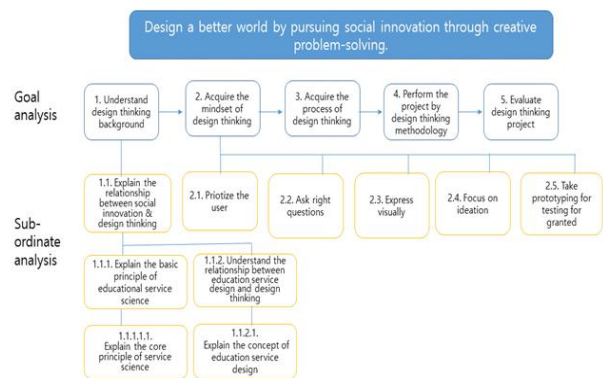 Design a better world by pursuing social innovation through creative
problem-solving.
Goal
analysis
1. Understand
design thinking
background
2. Acquire the
mindset of
design thinking
3. Acquire the
process of
design thinking
4. Perform the
project by
design thinking
methodology
5. Evaluate
design thinking
project
Sub-
ordinate
analysis
1.1. Explain the
relationship
between social
innovation &
design thinking
2.1. Priotize the
user
2.2. Ask right
questions
2.3. Express
visually
2.4. Focus on
ideation
2.5. Take
prototyping for
testing for
granted
1.1.1. Explain the basic
principle of
educational service
science
1.1.2. Understand the
relationship between
education service
design and design
thinking
1.1.1.1.1.
Explain the core
principle of service
science
1.1.2.1.
Explain the concept of
education service
design